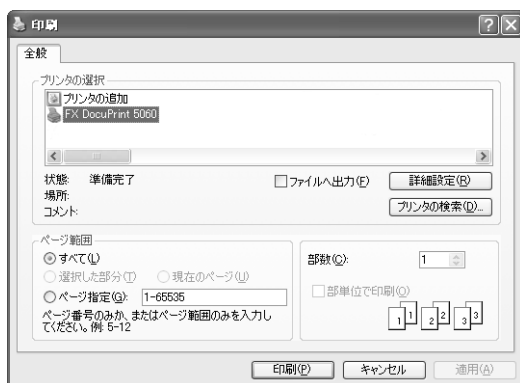 印刷
全般
プリンタの選択
プリンタの追加
FX DocuPrint 5060
状態: 準備完了
場所:
コメント:
ファイルへ出力(F)
詳細設定(R)
プリンタの検索(D)...
ページ範囲
すべて(L)
選択した部分(T) 現在のページ(U)
ページ指定(G): 1-65535
ページ番号のみか、またはページ範囲のみを入力し
てください。例: 5-12
部数(C): 1
部単位で印刷(O)
1 1 2 2 3 3
印刷(P) キャンセル 適用(A)